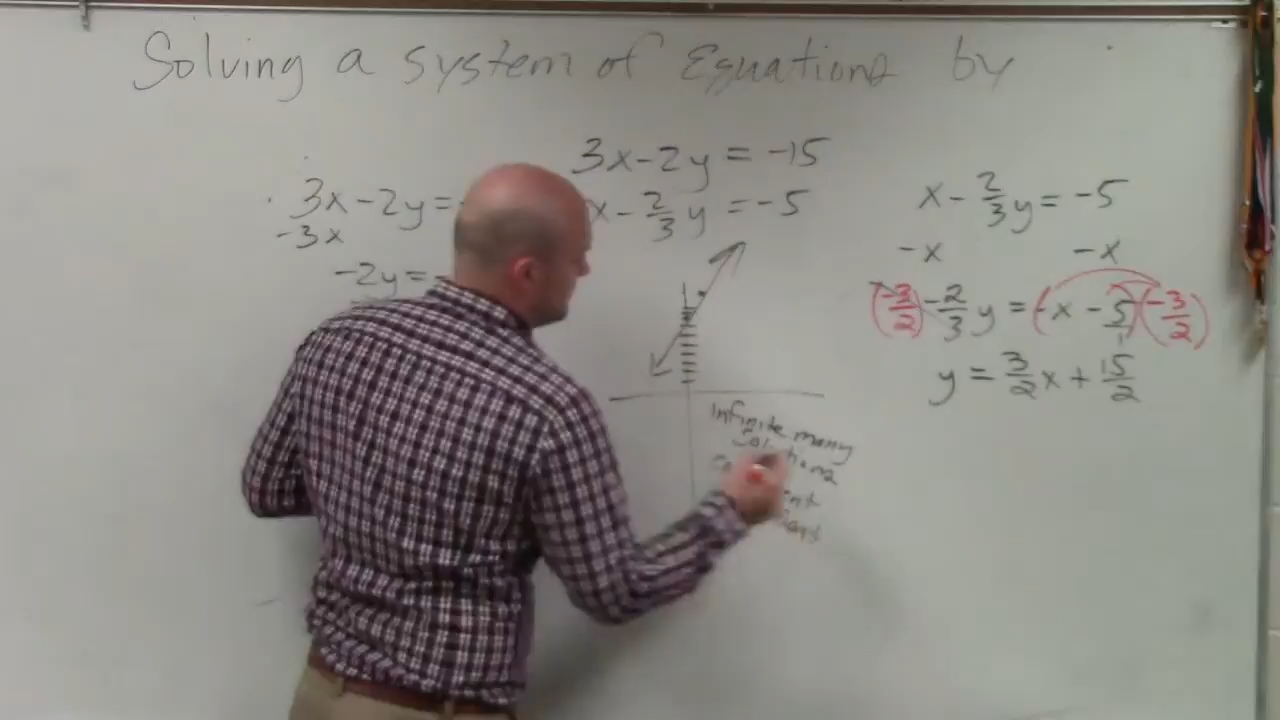 Solving a system of Equations by
3x-2y = -15
x - 2/3 y = -5
3x-2y=
-3x
-2y=
x - 2/3 y = -5
-x -x
(-3/2) -2/3 y = (-x - 5/1)(-3/2)
y = 3/2 x + 15/2
Infinite many